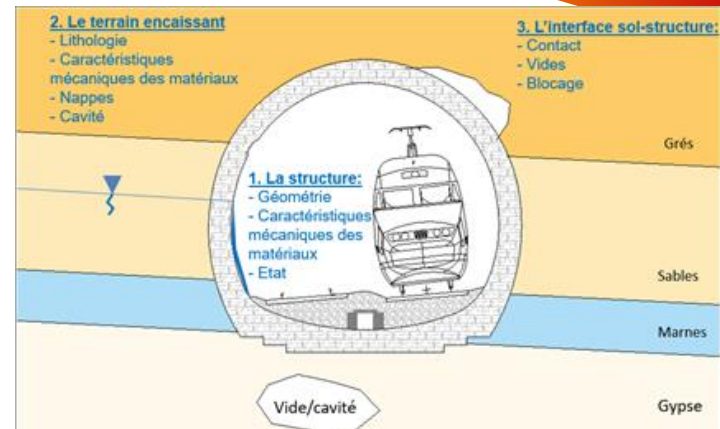 2. Le terrain encaissant
- Lithologie
- Caractéristiques
mécaniques des matériaux
- Nappes
- Cavité
3. L'interface sol-structure:
- Contact
- Vides
- Blocage
Grés
1. La structure:
- Géométrie
- Caractéristiques
mécaniques des
matériaux
- Etat
Sables
Marnes
Vide/cavité
Gypse